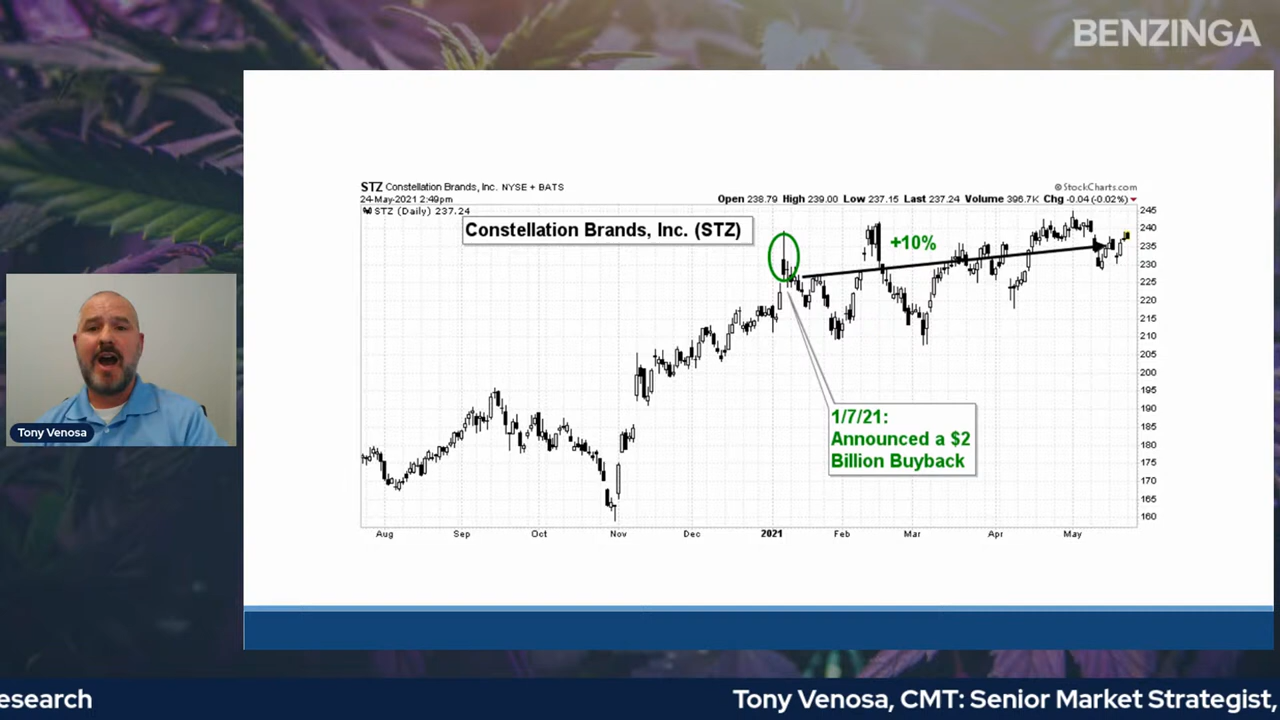 BENZINGA
STZ Constellation Brands, Inc. NYSE + BATS
© StockCharts.com
24-May-2021 2:49pm
Open 238.79 High 239.00 Low 237.15 Last 237.24 Volume 396.7K Chg -0.04 (-0.02%)
STZ (Daily) 237.24
Constellation Brands, Inc. (STZ)
+10%
1/7/21:
Announced a $2
Billion Buyback
245
240
235
230
225
220
215
210
205
200
195
190
185
180
175
170
165
160
Aug Sep Oct Nov Dec 2021 Feb Mar Apr May
Tony Venosa
esearch
Tony Venosa, CMT: Senior Market Strategist,